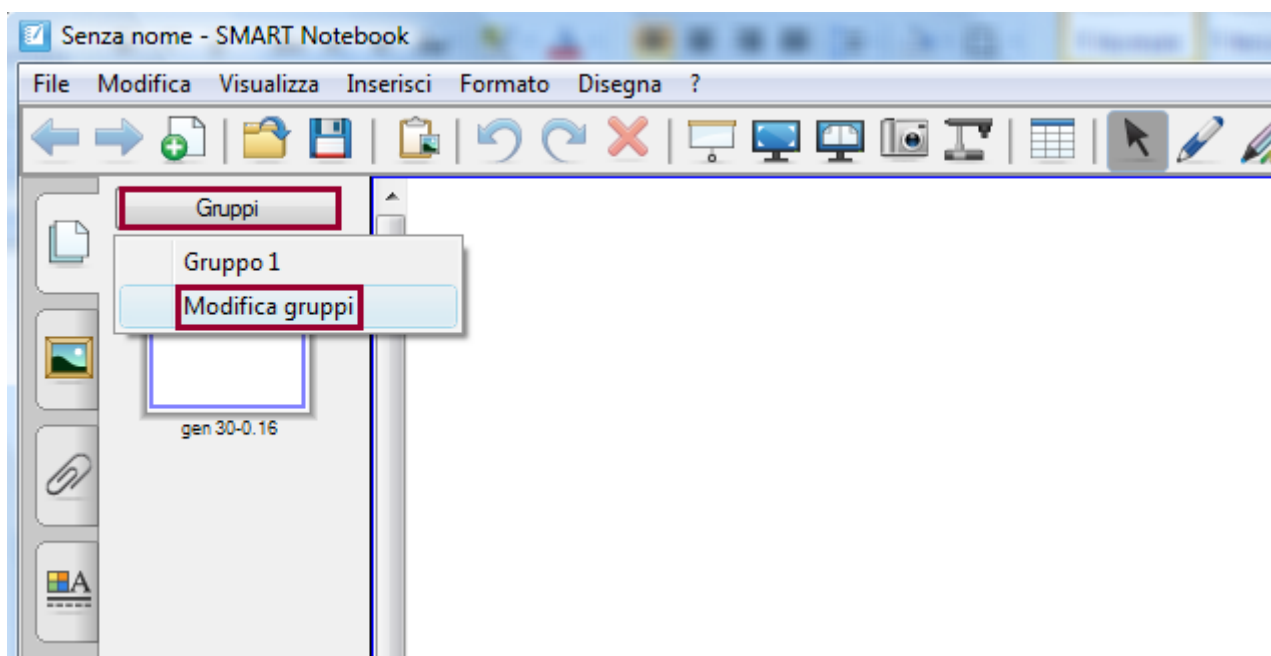 Senza nome - SMART Notebook
File Modifica Visualizza Inserisci Formato Disegna ?
Gruppi
Gruppo 1
Modifica gruppi
gen 30-0.16
A